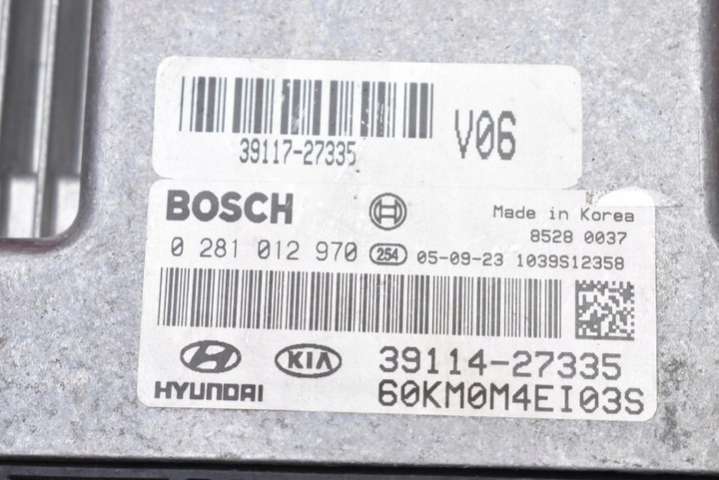 39117-27335 V06
BOSCH Made in Korea
8528 0037
0 281 012 970 254 05-09-23 1039S12358
HYUNDAI KIA 39114-27335
60KM0M4EI03S